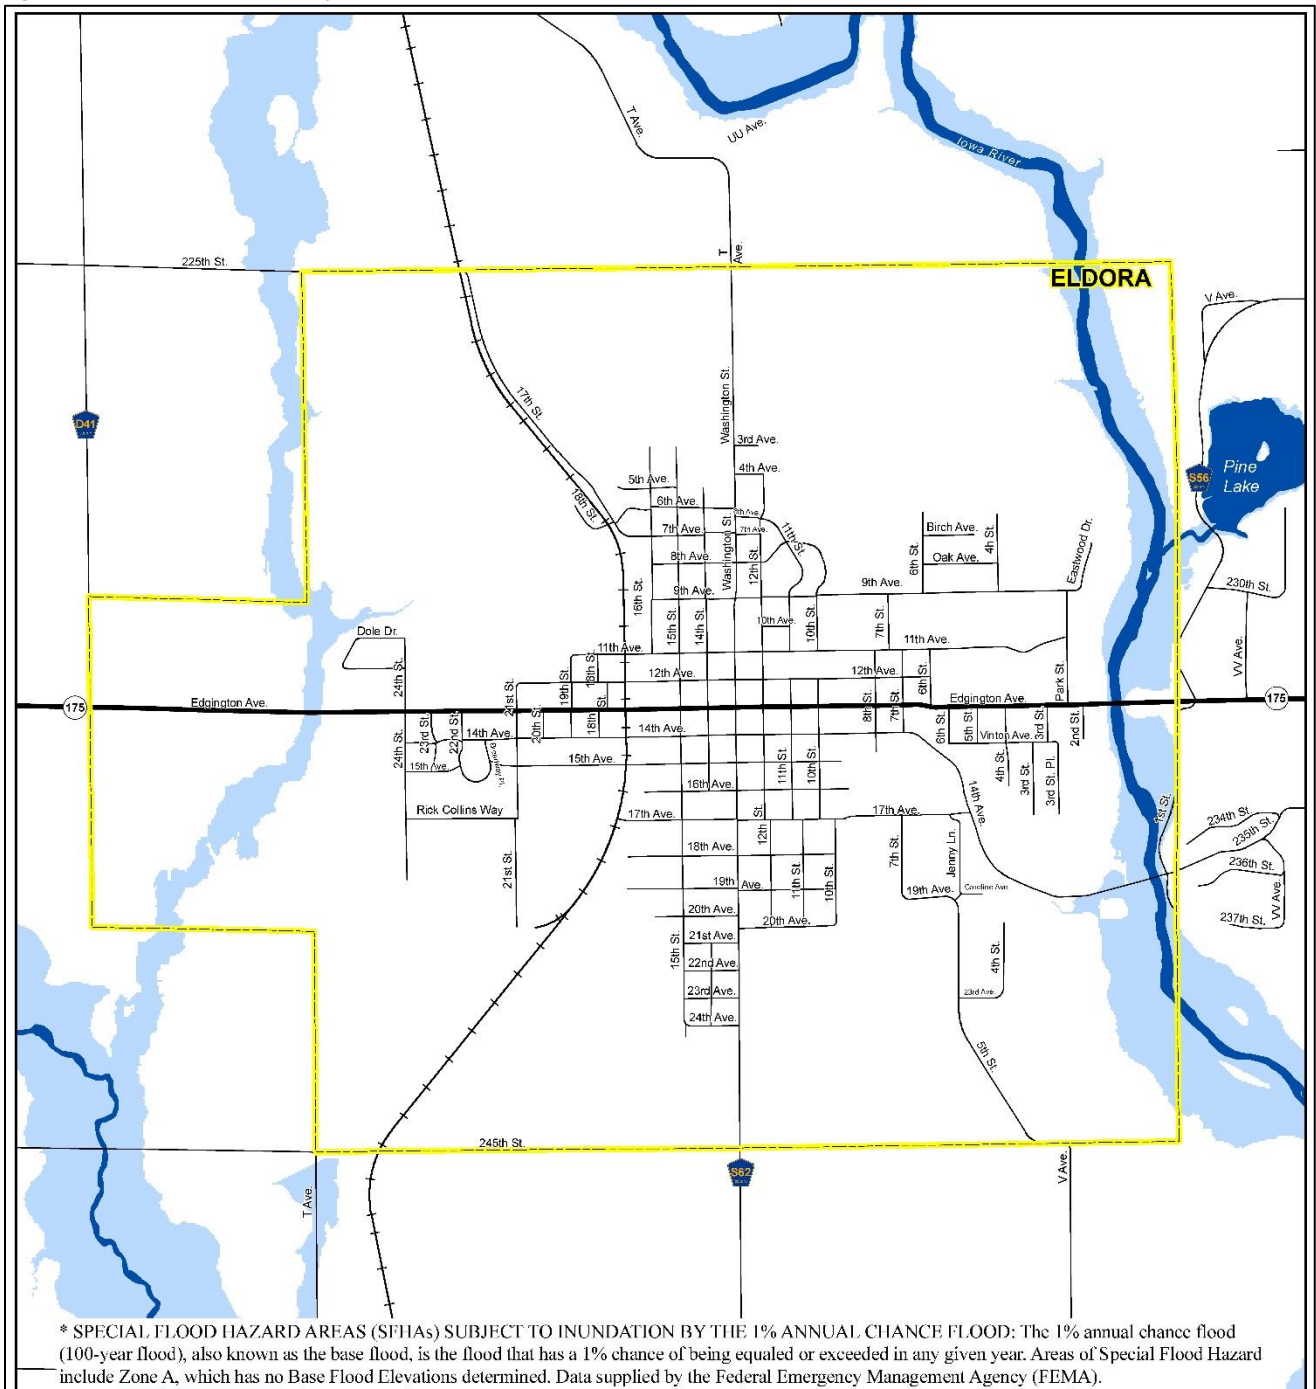 T Ave.
UU Ave.
Iowa River
T Ave.
225th St.
ELDORA
V Ave.
17th St.
Washington St.
D41
3rd Ave.
4th Ave.
Pine Lake
S56
5th Ave.
18th St.
6th Ave.
7th Ave.
7th Ave.
11th St.
Washington St.
Birch Ave.
4h St.
Eastwood Dr.
6th St.
Oak Ave.
8th Ave.
12th St.
9th Ave.
9th Ave.
230th St.
16th St.
15th St.
14th St.
10th Ave.
10th St.
7th St.
11th Ave.
VV Ave.
Dole Dr.
11th Ave.
24th St.
19th St.
18th St.
12th Ave.
12th Ave.
6th St.
Park St.
175
Edgington Ave.
21st St.
20th St.
18th St.
8th St.
7th St.
Edgington Ave.
175
24th St.
23rd St.
22nd St.
14th Ave.
14th Ave.
6th St.
5th St.
Vinton Ave.
3rd St.
2nd St.
15th Ave.
15th Ave.
11th St.
10th St.
4th St.
3rd St.
3rd St. Pl.
16th Ave.
14th Ave.
Rick Collins Way
17th Ave.
12th St.
17th Ave.
1st St.
234th St.
235th St.
18th Ave.
7th St.
Jenny Ln.
236th St.
21st St.
19th Ave.
11th St.
10th St.
19th Ave.
Caroline Ave
VV Ave.
20th Ave.
20th Ave.
237th St.
15th St.
21st Ave.
22nd Ave.
4th St.
23rd Ave.
23rd Ave.
24th Ave.
5th St.
245th St.
T Ave.
S62
V Ave.
* SPECIAL FLOOD HAZARD AREAS (SFHAs) SUBJECT TO INUNDATION BY THE 1% ANNUAL CHANCE FLOOD: The 1% annual chance flood
(100-year flood), also known as the base flood, is the flood that has a 1% chance of being equaled or exceeded in any given year. Areas of Special Flood Hazard
include Zone A, which has no Base Flood Elevations determined. Data supplied by the Federal Emergency Management Agency (FEMA).